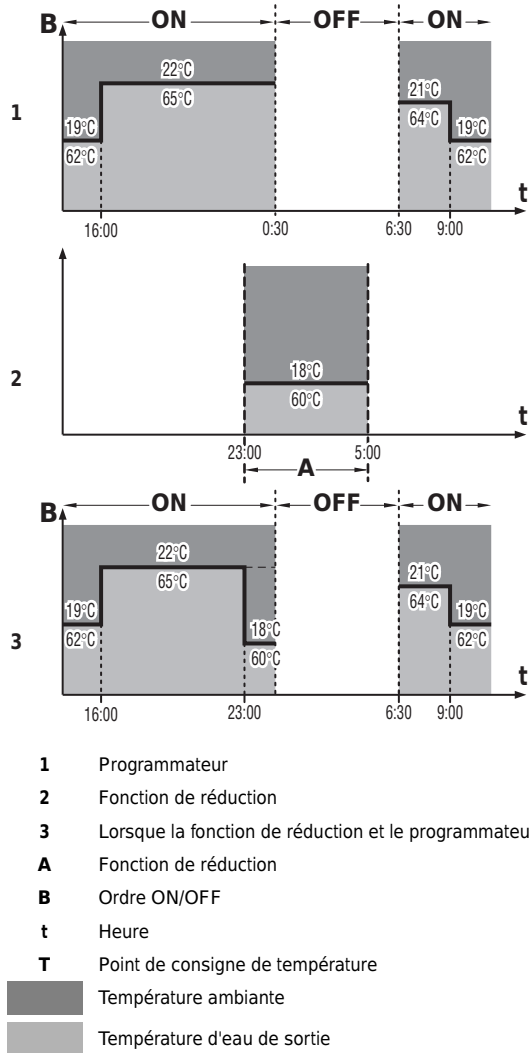 B ON OFF ON
1
22°C
65°C
21°C
64°C
19°C
62°C
19°C
62°C
t
16:00 0:30 6:30 9:00
2
18°C
60°C
t
23:00 5:00
A
B ON OFF ON
3
22°C
65°C
21°C
64°C
19°C
62°C
18°C
60°C
19°C
62°C
t
16:00 23:00 6:30 9:00
1 Programmateur
2 Fonction de réduction
3 Lorsque la fonction de réduction et le programmateu
A Fonction de réduction
B Ordre ON/OFF
t Heure
T Point de consigne de température
Température ambiante
Température d'eau de sortie